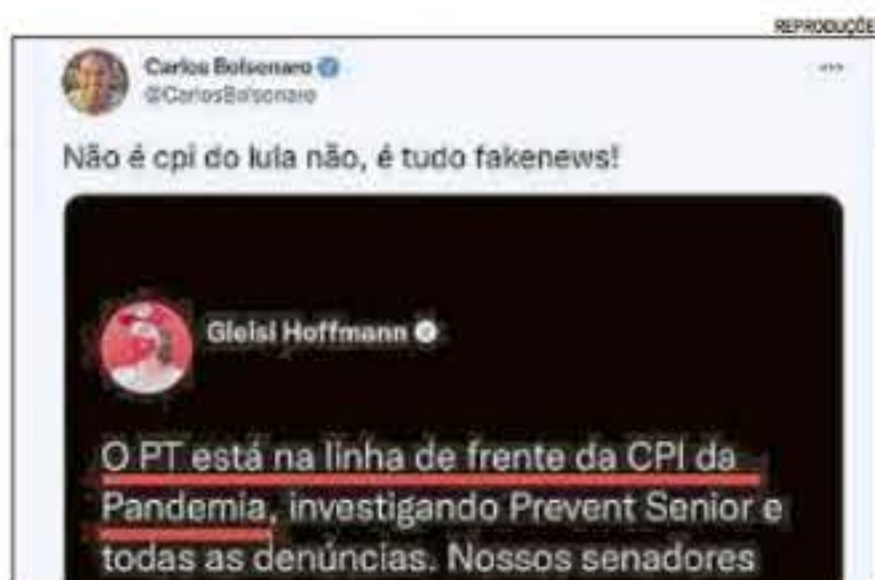 REPRODUÇÕE
Carlos Bolsonaro
@CarlosBolsonaro
Não é cpi do lula não, é tudo fakenews!
Gleisi Hoffmann
O PT está na linha de frente da CPI da
Pandemia, investigando Prevent Senior e
todas as denúncias. Nossos senadores